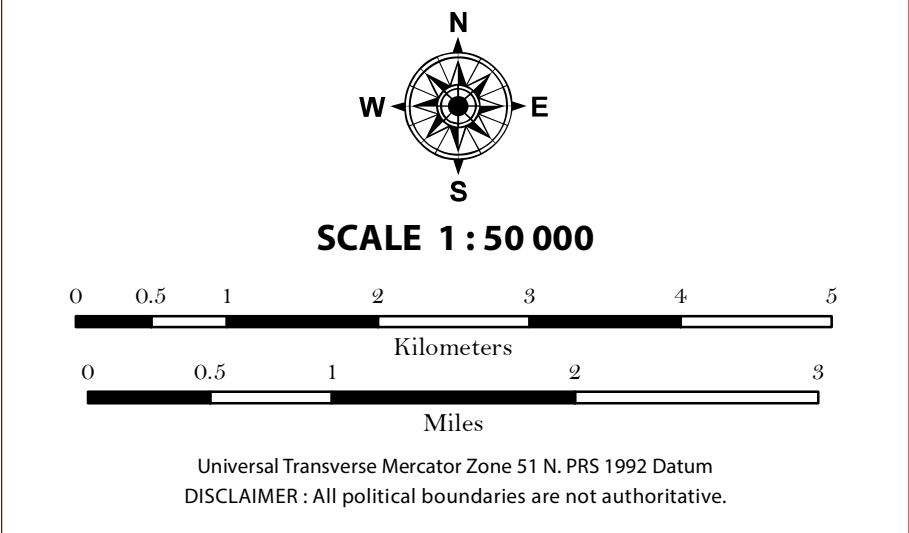 N
W E
S
SCALE 1 : 50 000
0 0.5 1 2 3 4 5
Kilometers
0 0.5 1 2 3
Miles
Universal Transverse Mercator Zone 51 N. PRS 1992 Datum
DISCLAIMER : All political boundaries are not authoritative.